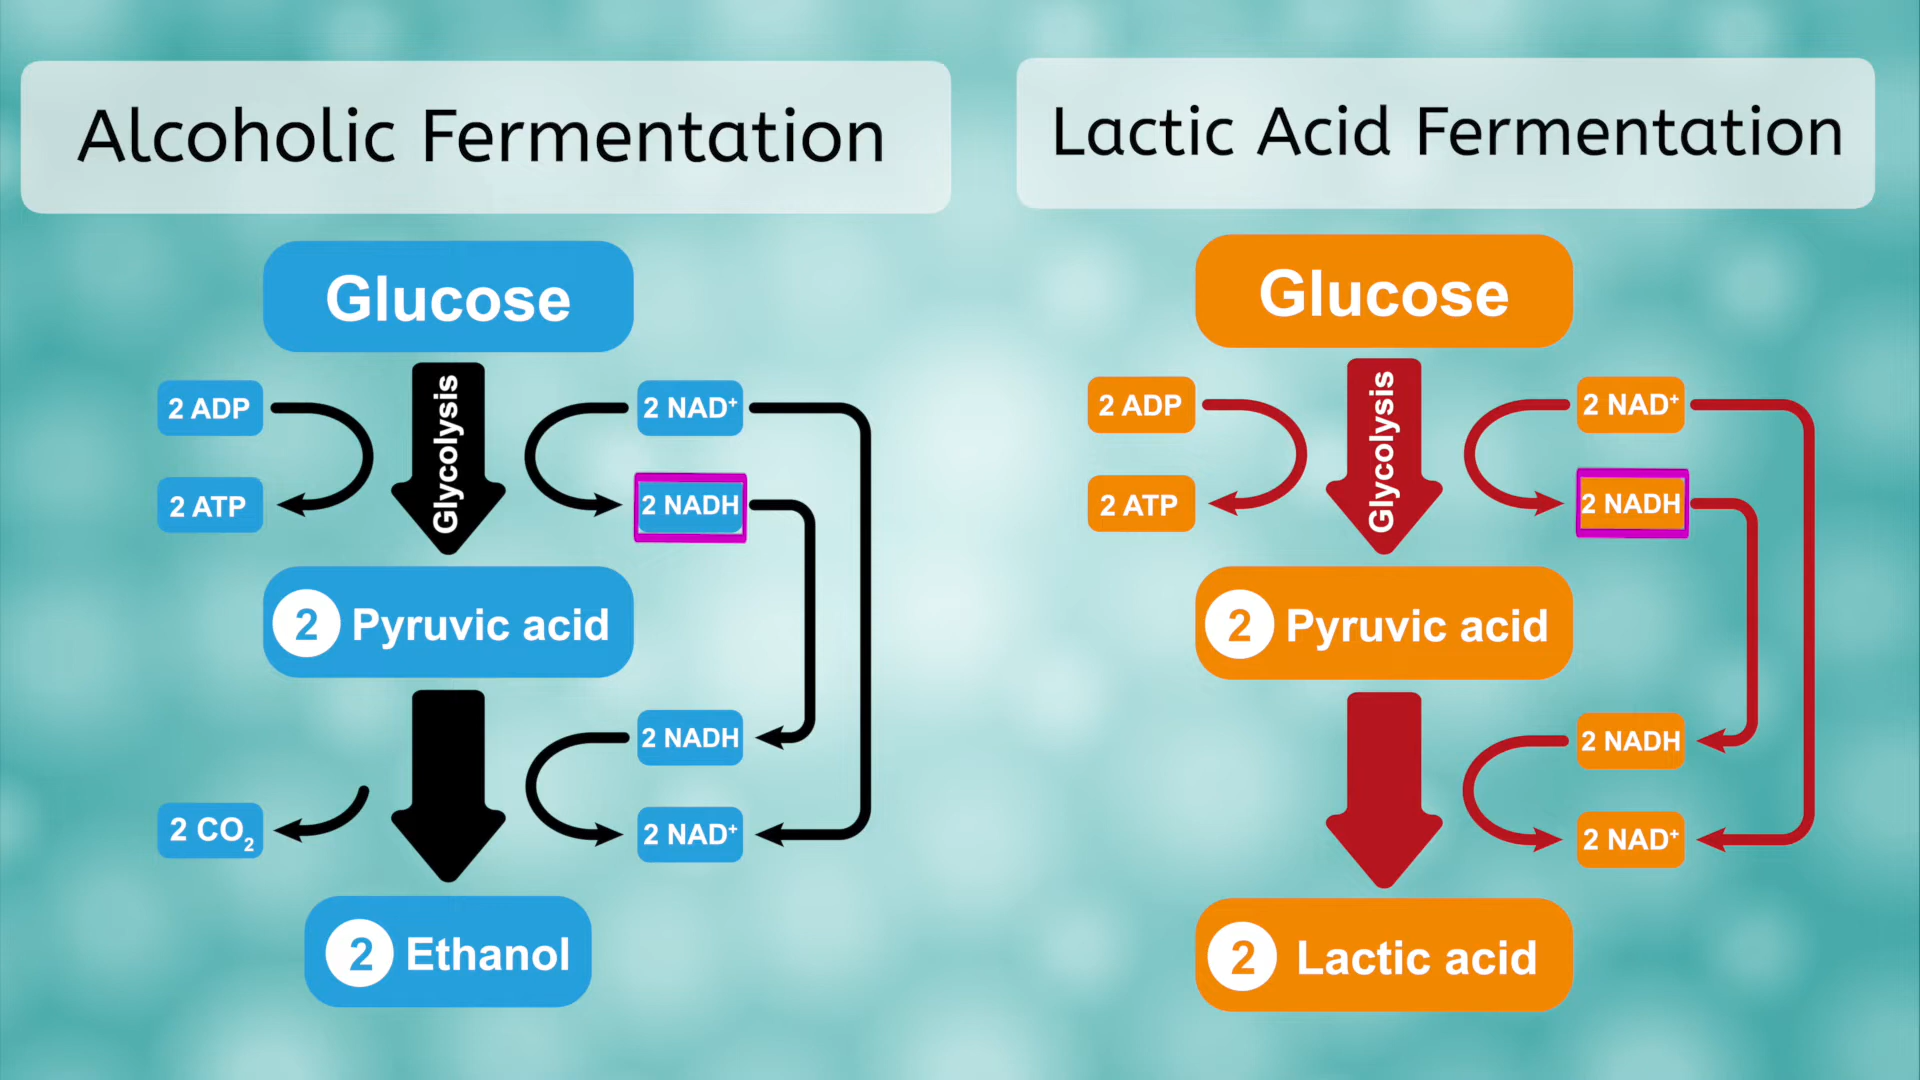 Alcoholic Fermentation
Glucose
2 ADP
Glycolysis
2 NAD⁺
2 ATP
2 NADH
2 Pyruvic acid
2 NADH
2 CO₂
2 NAD⁺
2 Ethanol
Lactic Acid Fermentation
Glucose
2 ADP
Glycolysis
2 NAD⁺
2 ATP
2 NADH
2 Pyruvic acid
2 NADH
2 NAD⁺
2 Lactic acid